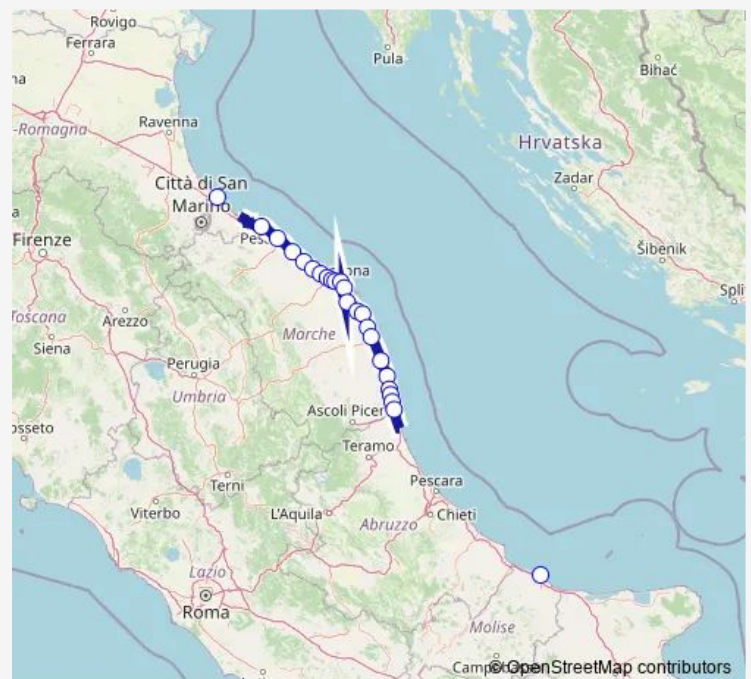 Rovigo
Pula
Ferrara
Bihać
na
Ravenna
-Romagna
Hrvatska
Zadar
Città di San
Marino
a
Pes
Firenze
ona
Šibenik
Split
Toscana
Arezzo
Marche
Siena
Perugia
Umbria
Ascoli Picen
osseto
Teramo
Terni
Pescara
Viterbo
L'Aquila
Chieti
Abruzzo
Lazio
Roma
Molise
Camp
© OpenStreetMap contributors